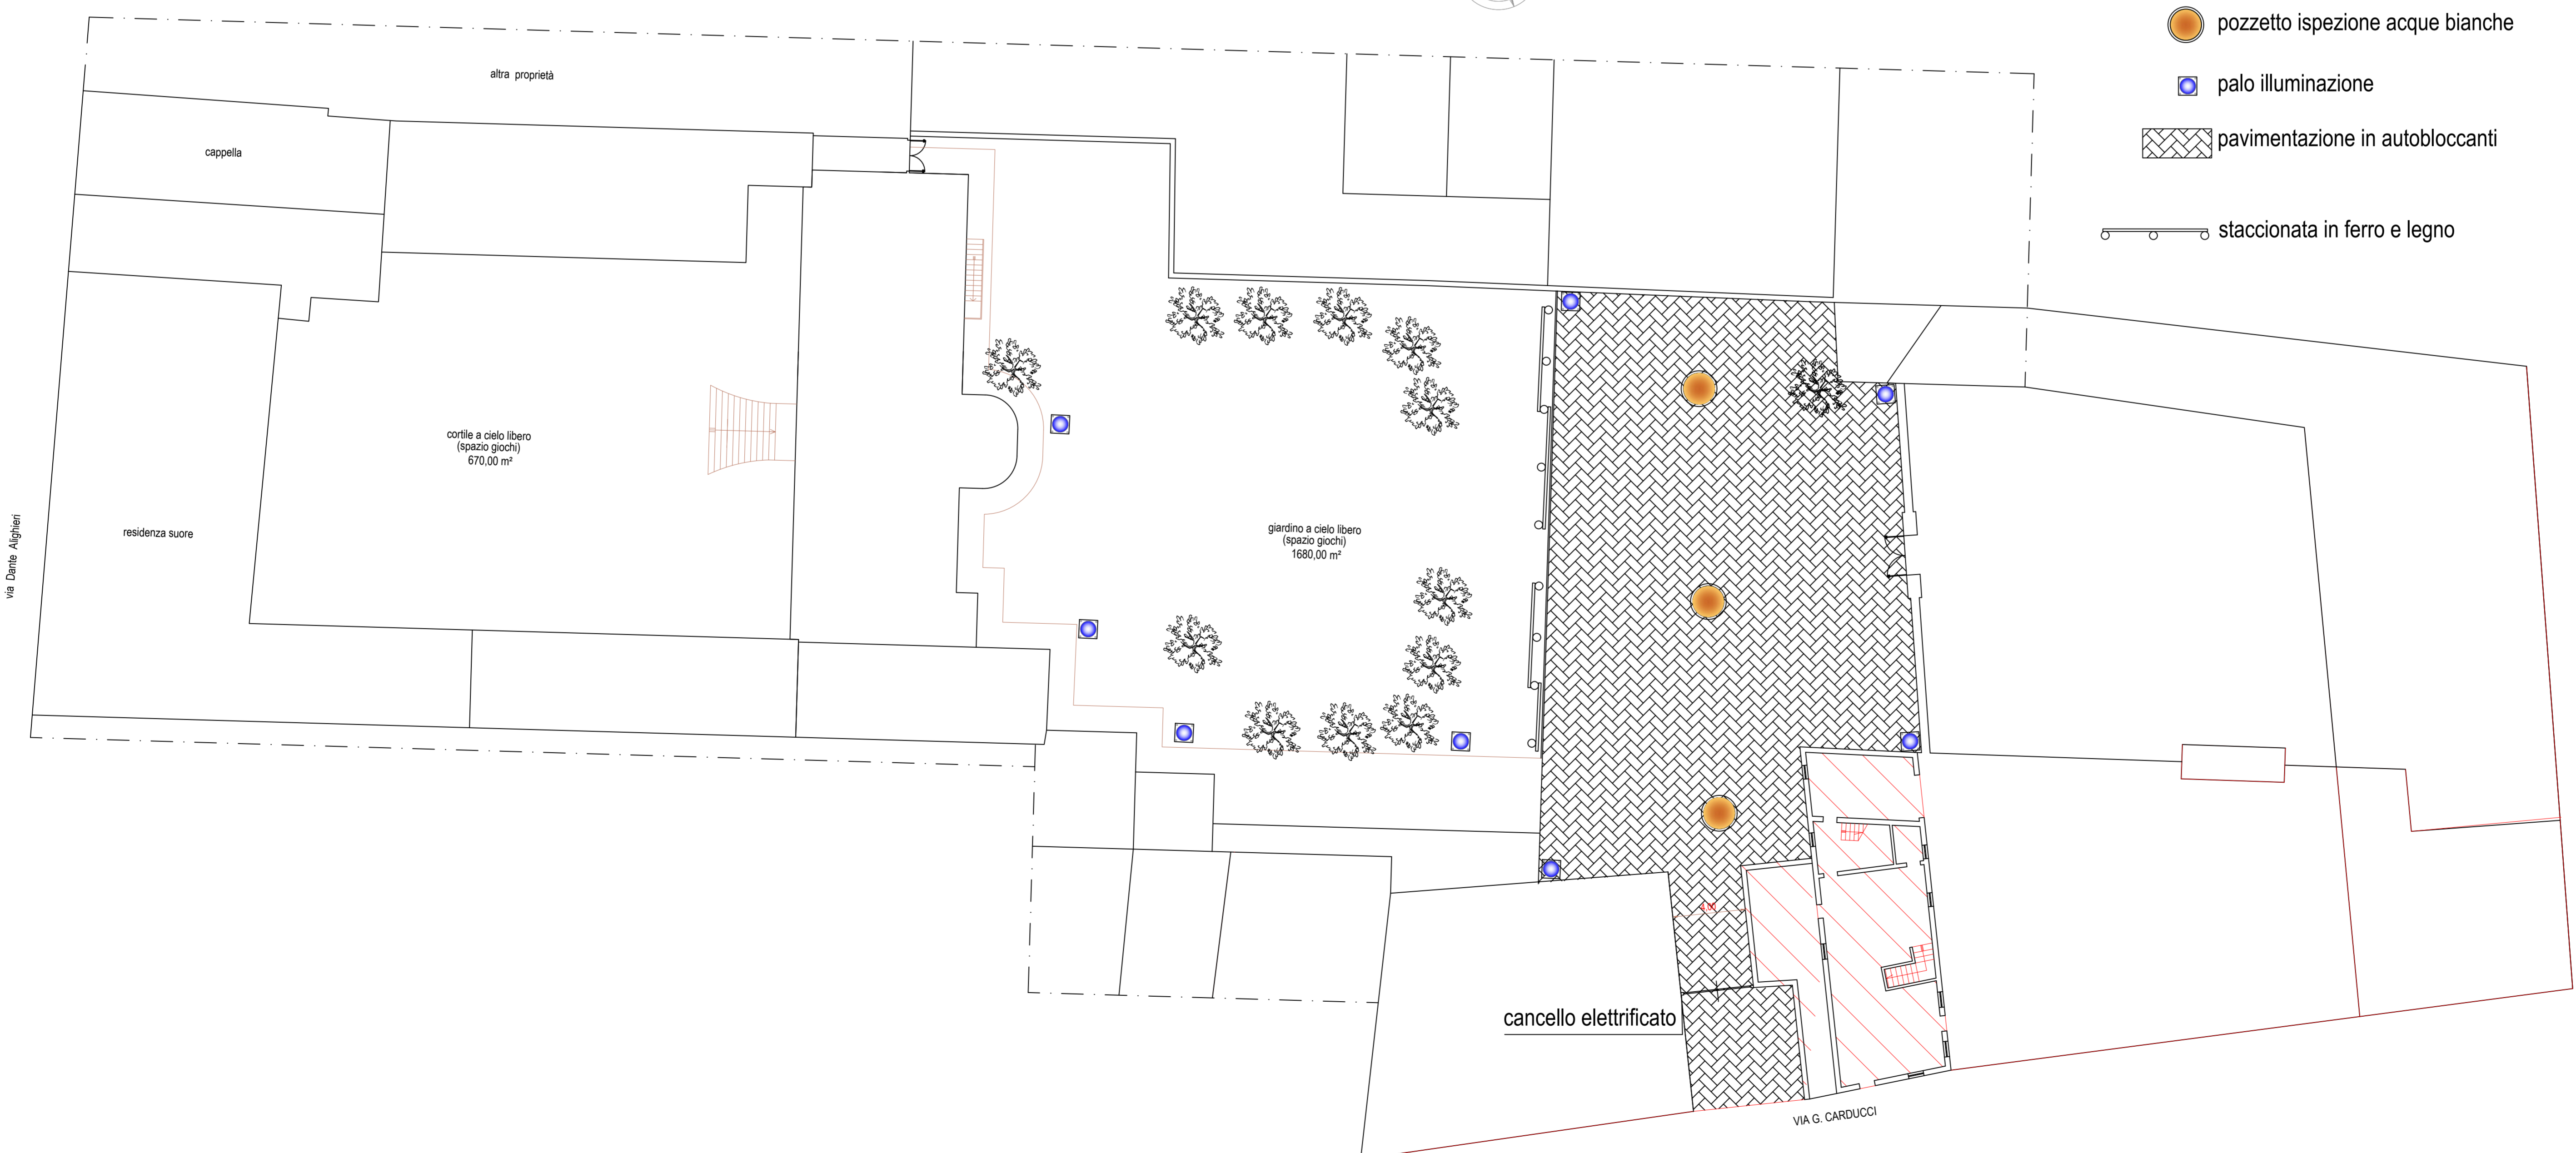 pozzetto ispezione acque bianche
palo illuminazione
pavimentazione in autobloccanti
staccionata in ferro e legno
altra proprietà
cappella
cortile a cielo libero
(spazio giochi)
670,00 m²
residenza suore
via Dante Alighieri
giardino a cielo libero
(spazio giochi)
1680,00 m²
cancello elettrificato
VIA G. CARDUCCI